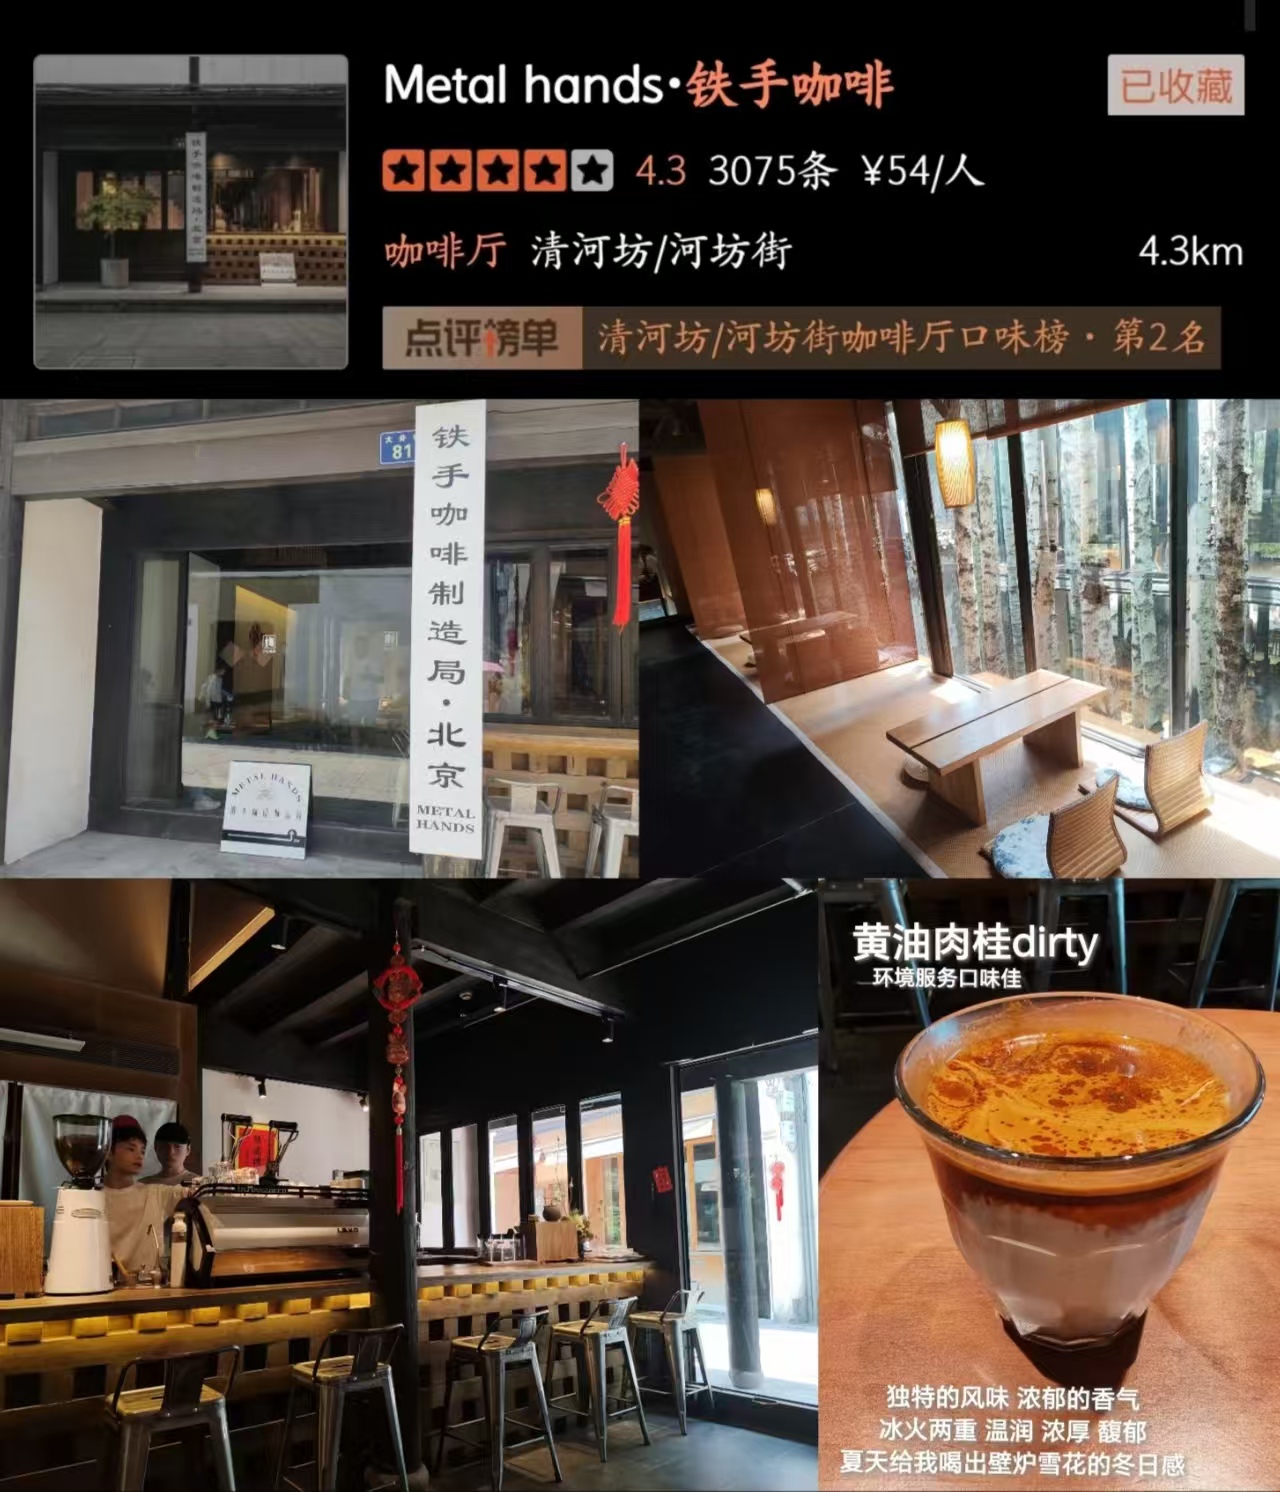 Metal hands·铁手咖啡
已收藏
4.3 3075条 ¥54/人
咖啡厅 清河坊/河坊街 4.3km
点评榜单 清河坊/河坊街咖啡厅口味榜·第2名
81
铁手咖啡制造局·北京
METAL
HANDS
METAL HANDS
黄油肉桂dirty
环境服务口味佳
独特的风味 浓郁的香气
冰火两重 温润 浓厚 馥郁
夏天给我喝出壁炉雪花的冬日感